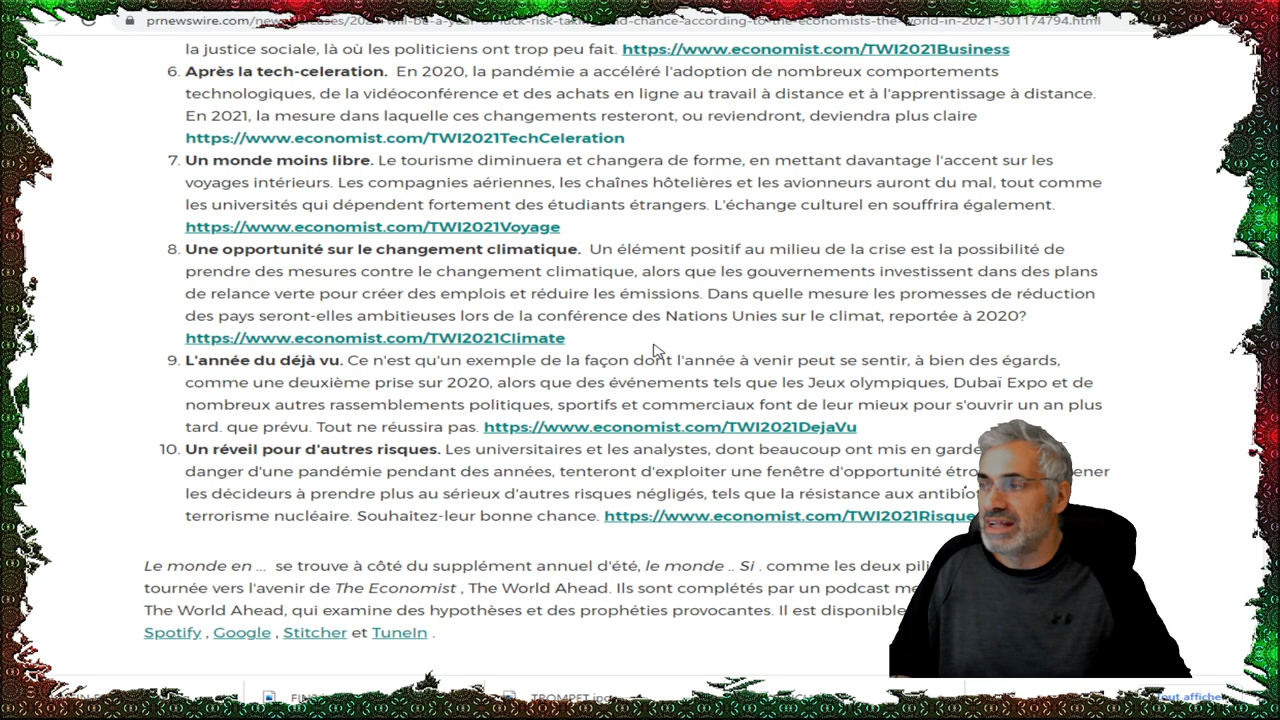 prnewswire.com/
-according-to-the-economists-the-world-in-2021-301174794.html
la justice sociale, là où les politiciens ont trop peu fait. https://www.economist.com/TWI2021Business
6. Après la tech-celeration. En 2020, la pandémie a accéléré l'adoption de nombreux comportements
technologiques, de la vidéoconférence et des achats en ligne au travail à distance et à l'apprentissage à distance.
En 2021, la mesure dans laquelle ces changements resteront, ou reviendront, deviendra plus claire
https://www.economist.com/TWI2021TechCeleration
7. Un monde moins libre. Le tourisme diminuera et changera de forme, en mettant davantage l'accent sur les
voyages intérieurs. Les compagnies aériennes, les chaînes hôtelières et les avionneurs auront du mal, tout comme
les universités qui dépendent fortement des étudiants étrangers. L'échange culturel en souffrira également.
https://www.economist.com/TWI2021Voyage
8. Une opportunité sur le changement climatique. Un élément positif au milieu de la crise est la possibilité de
prendre des mesures contre le changement climatique, alors que les gouvernements investissent dans des plans
de relance verte pour créer des emplois et réduire les émissions. Dans quelle mesure les promesses de réduction
des pays seront-elles ambitieuses lors de la conférence des Nations Unies sur le climat, reportée à 2020?
https://www.economist.com/TWI2021Climate
9. L'année du déjà vu. Ce n'est qu'un exemple de la façon dont l'année à venir peut se sentir, à bien des égards,
comme une deuxième prise sur 2020, alors que des événements tels que les Jeux olympiques, Dubaï Expo et de
nombreux autres rassemblements politiques, sportifs et commerciaux font de leur mieux pour s'ouvrir un an plus
tard. que prévu. Tout ne réussira pas. https://www.economist.com/TWI2021DejaVu
10. Un réveil pour d'autres risques. Les universitaires et les analystes, dont beaucoup ont mis en garde
danger d'une pandémie pendant des années, tenteront d'exploiter une fenêtre d'opportunité
les décideurs à prendre plus au sérieux d'autres risques négligés, tels que la résistance aux
terrorisme nucléaire. Souhaitez-leur bonne chance. https://www.economist.com/TWI2021Risque
Le monde en ... se trouve à côté du supplément annuel d'été, le monde .. Si . comme les deux
tournée vers l'avenir de The Economist , The World Ahead. Ils sont complétés par un podcast
The World Ahead, qui examine des hypothèses et des prophéties provocantes. Il est disponible
Spotify , Google , Stitcher et TuneIn .
TROMPET.jpg
Tout affiche